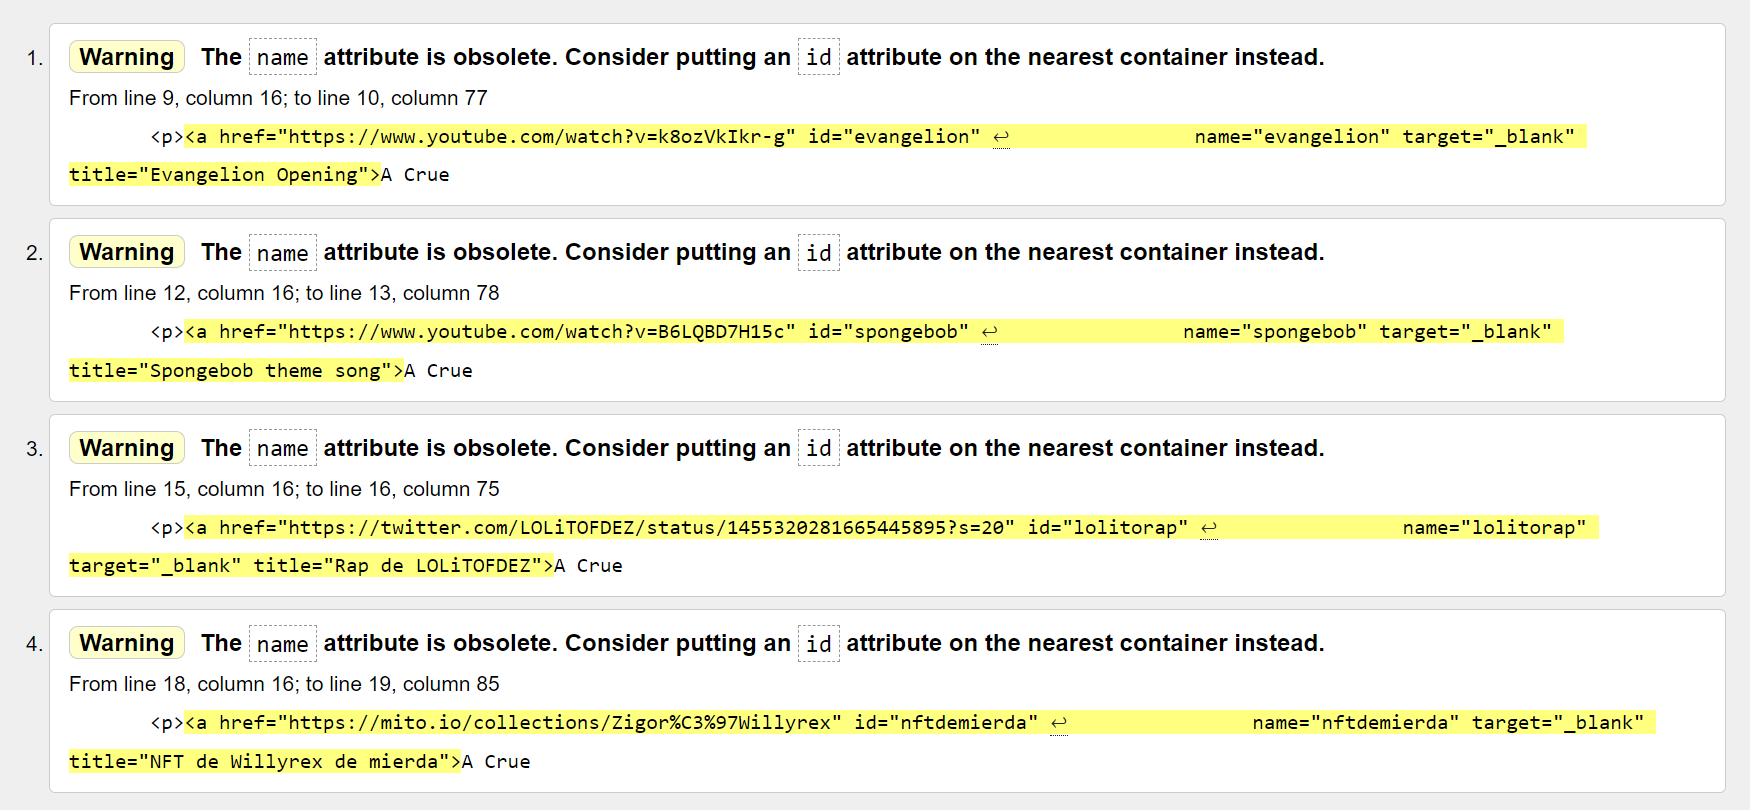 1. Warning The name attribute is obsolete. Consider putting an id attribute on the nearest container instead.
From line 9, column 16; to line 10, column 77
<p><a href="https://www.youtube.com/watch?v=k8ozVkIkr-g" id="evangelion" ↩ name="evangelion" target="_blank"
title="Evangelion Opening">A Crue
2. Warning The name attribute is obsolete. Consider putting an id attribute on the nearest container instead.
From line 12, column 16; to line 13, column 78
<p><a href="https://www.youtube.com/watch?v=B6LQBD7H15c" id="spongebob" ↩ name="spongebob" target="_blank"
title="Spongebob theme song">A Crue
3. Warning The name attribute is obsolete. Consider putting an id attribute on the nearest container instead.
From line 15, column 16; to line 16, column 75
<p><a href="https://twitter.com/LOLiTOFDEZ/status/1455320281665445895?s=20" id="lolitorap" ↩ name="lolitorap"
target="_blank" title="Rap de LOLiTOFDEZ">A Crue
4. Warning The name attribute is obsolete. Consider putting an id attribute on the nearest container instead.
From line 18, column 16; to line 19, column 85
<p><a href="https://mito.io/collections/Zigor%C3%97Willyrex" id="nftdemierda" ↩ name="nftdemierda" target="_blank"
title="NFT de Willyrex de mierda">A Crue